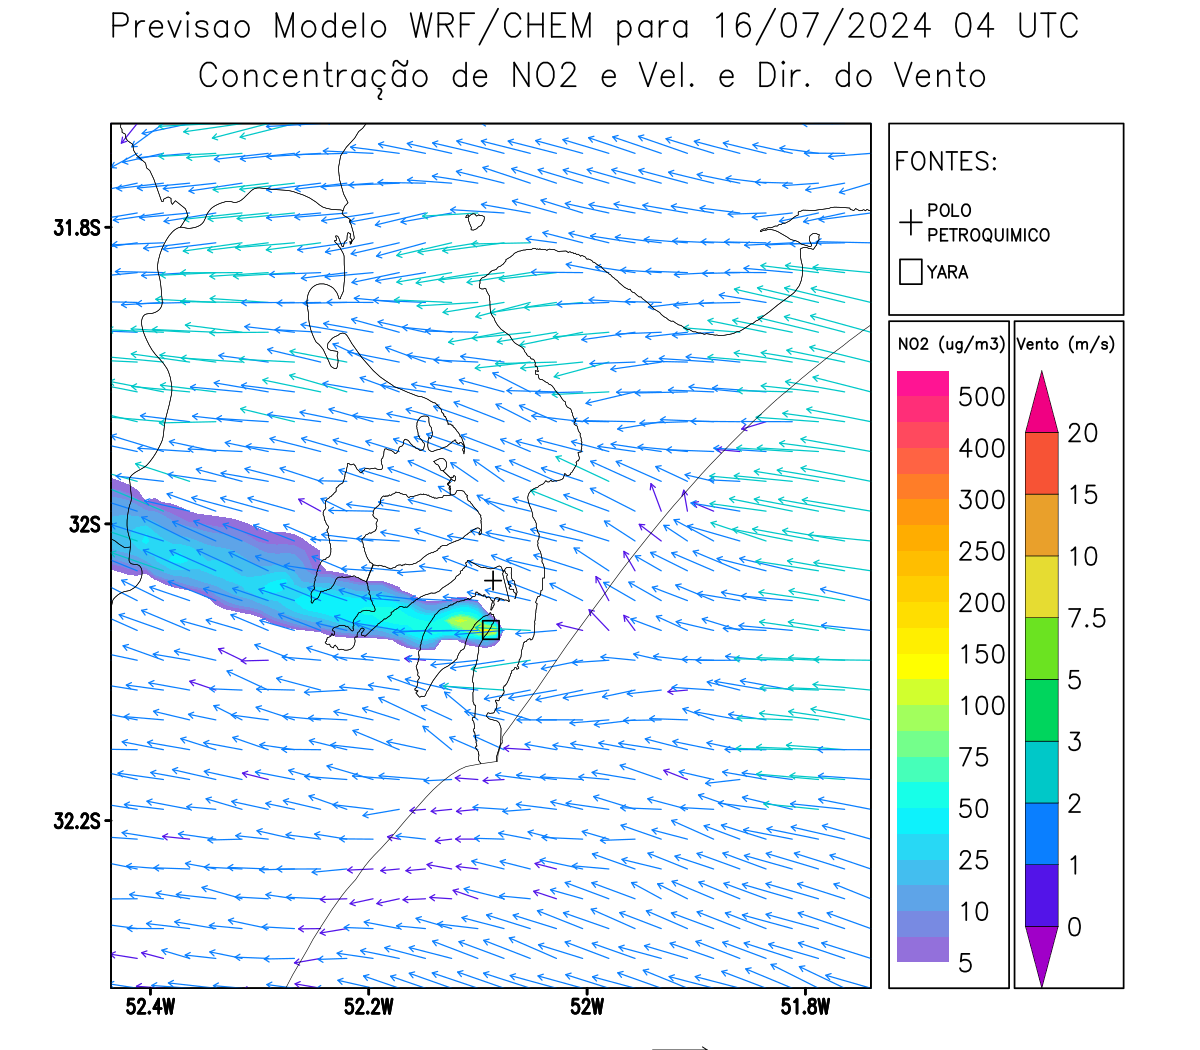 Previsao Modelo WRF/CHEM para 16/07/2024 04 UTC
Concentração de NO2 e Vel. e Dir. do Vento
FONTES:
POLO
PETROQUIMICO
YARA
NO2 (ug/m3)
500
400
300
250
200
150
100
75
50
25
10
5
Vento (m/s)
20
15
10
7.5
5
3
2
1
0
31.8S
32S
32.2S
52.4W
52.2W
52W
51.8W